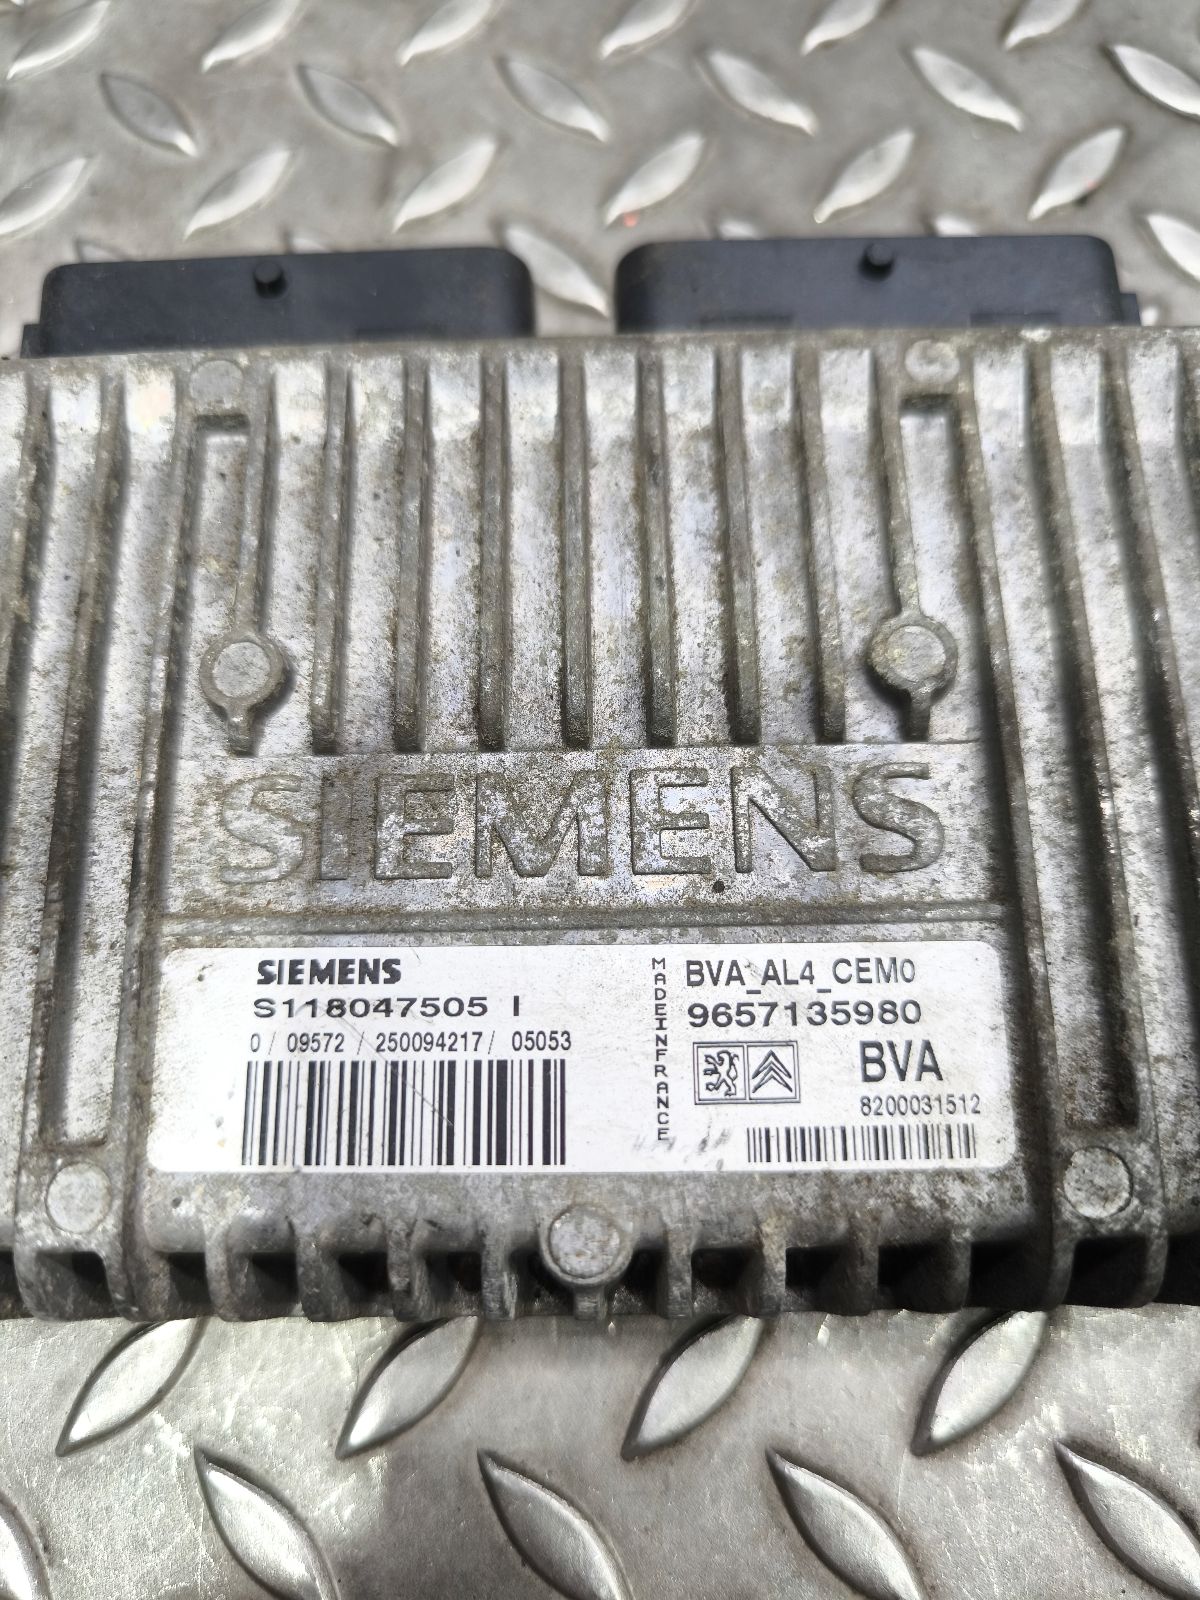 SIEMENS
SIEMENS
S118047505 I
0/ 09572 / 250094217/ 05053
MADEINFRANCE
BVA_AL4_CEM0
9657135980
BVA
8200031512